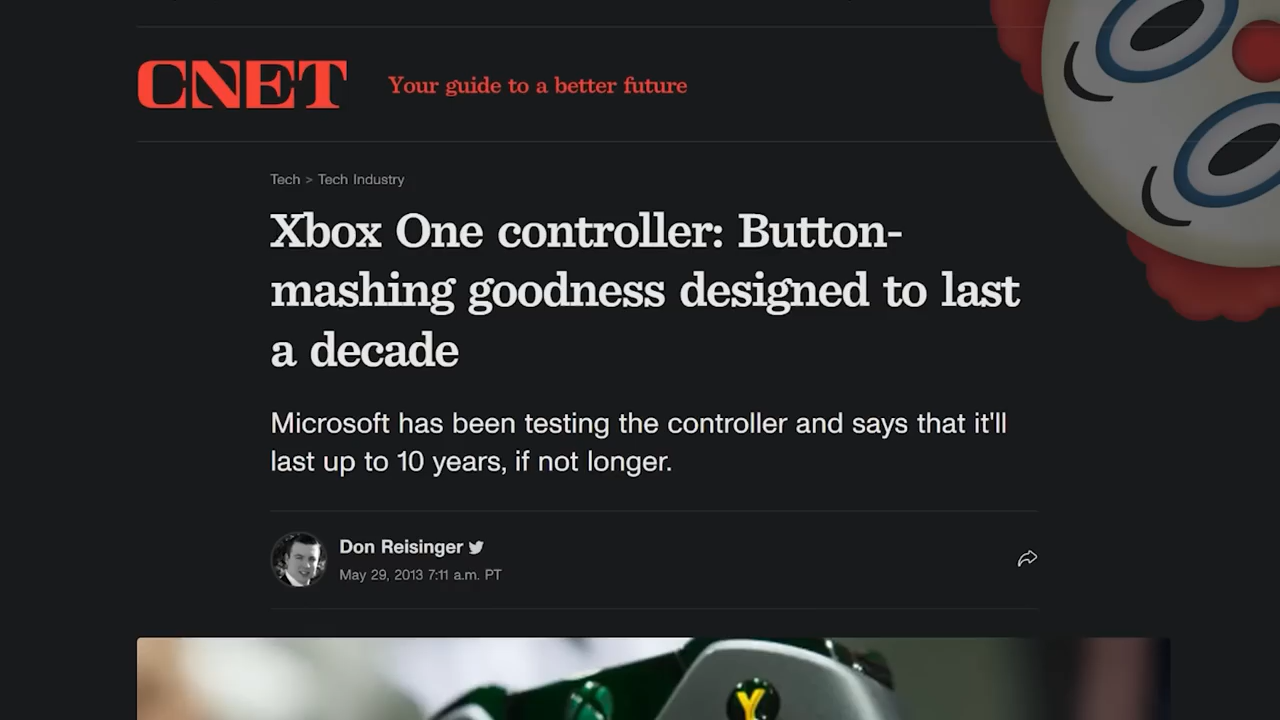 CNET
Your guide to a better future
Tech > Tech Industry
Xbox One controller: Button-
mashing goodness designed to last
a decade
Microsoft has been testing the controller and says that it'll
last up to 10 years, if not longer.
Don Reisinger
May 29, 2013 7:11 a.m. PT
Y